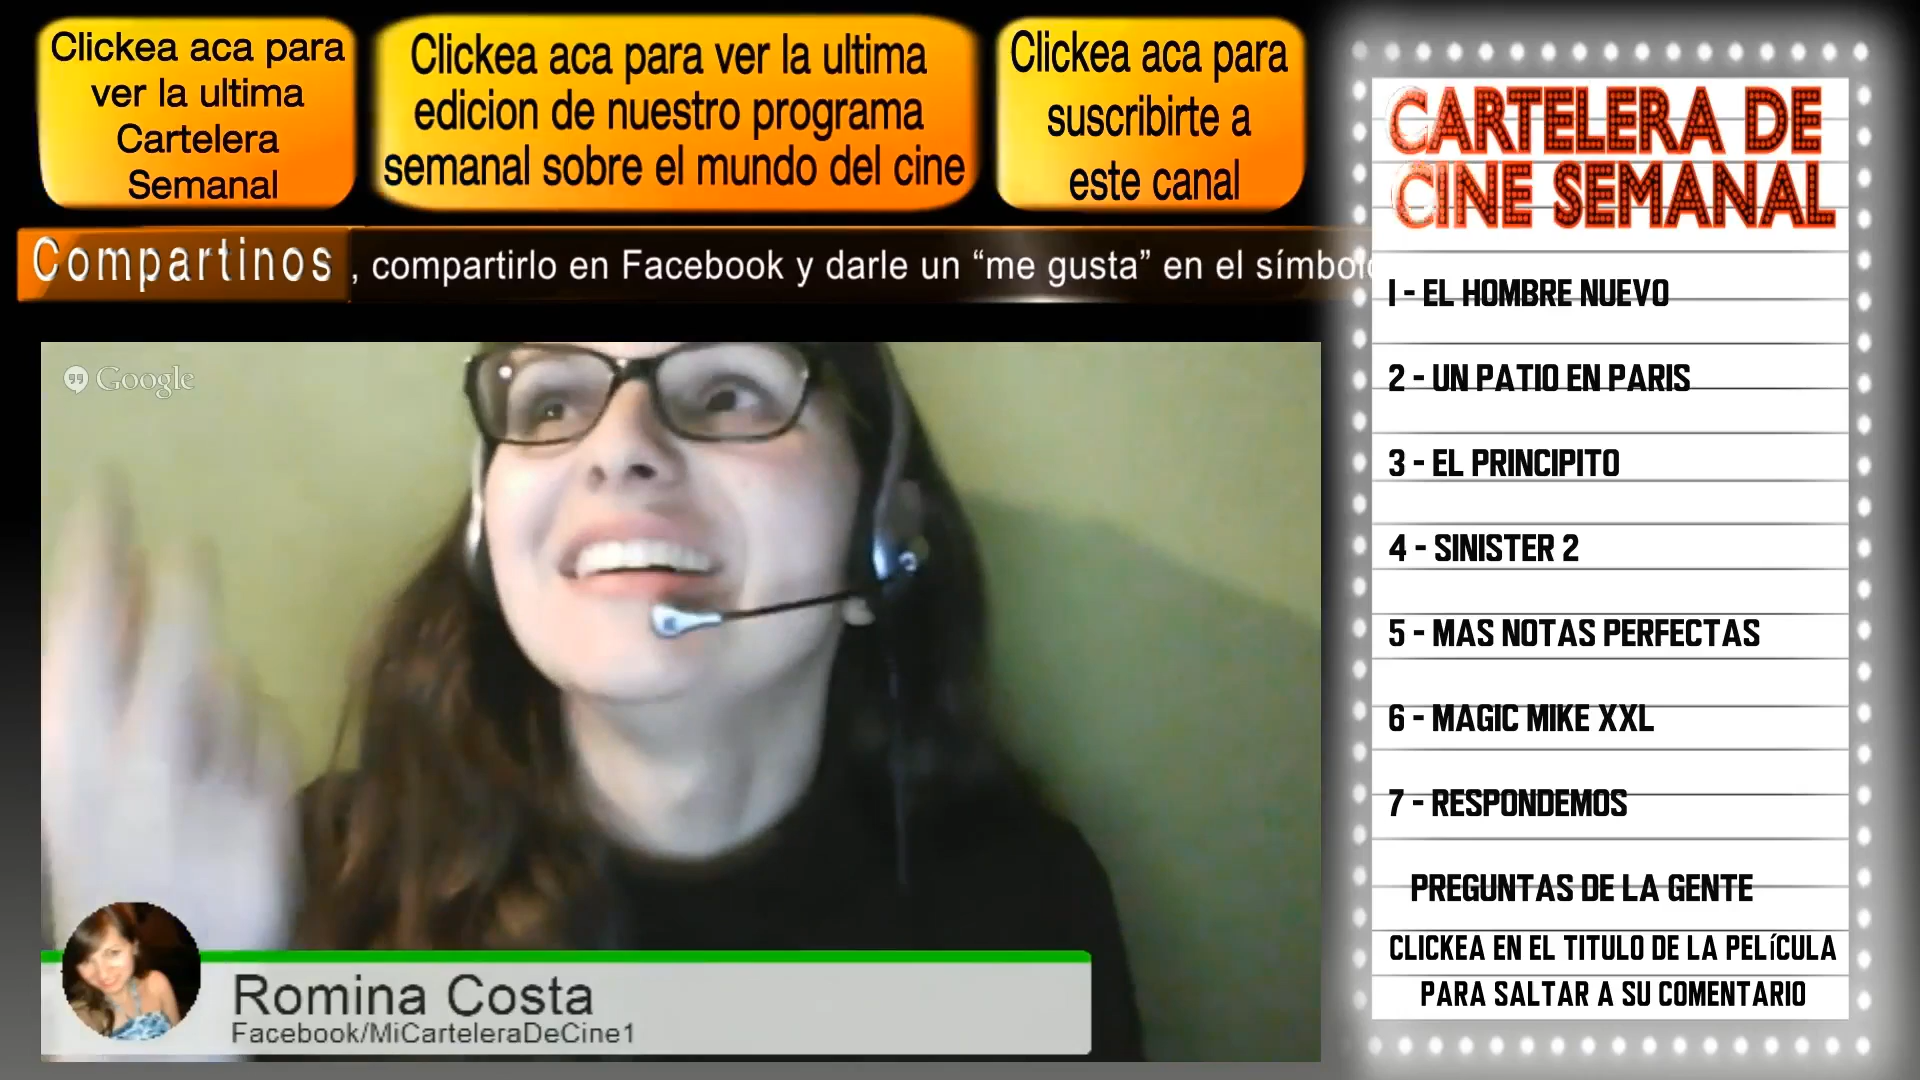 Clickea aca para
ver la ultima
Cartelera
Semanal
Clickea aca para ver la ultima
edicion de nuestro programa
semanal sobre el mundo del cine
Clickea aca para
suscribirte a
este canal
Compartinos , compartirlo en Facebook y darle un “me gusta” en el símbolo
Google
Romina Costa
Facebook/MiCarteleraDeCine1
CARTELERA DE
CINE SEMANAL
1 - EL HOMBRE NUEVO
2 - UN PATIO EN PARIS
3 - EL PRINCIPITO
4 - SINISTER 2
5 - MAS NOTAS PERFECTAS
6 - MAGIC MIKE XXL
7 - RESPONDEMOS
PREGUNTAS DE LA GENTE
CLICKEA EN EL TITULO DE LA PELíCULA
PARA SALTAR A SU COMENTARIO